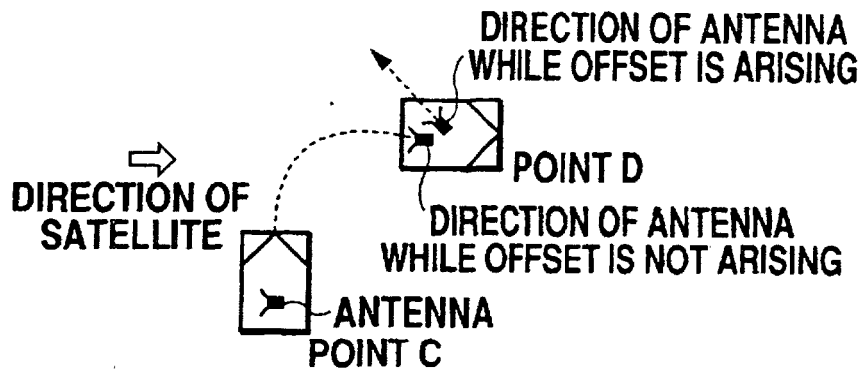 DIRECTION OF ANTENNA
WHILE OFFSET IS ARISING
POINT D
DIRECTION OF
SATELLITE
DIRECTION OF ANTENNA
WHILE OFFSET IS NOT ARISING
ANTENNA
POINT C